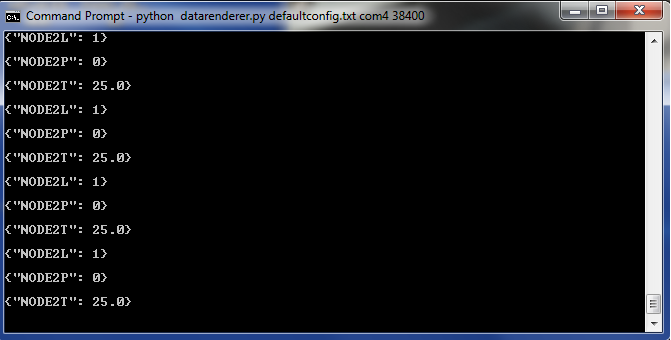 Command Prompt - python  datarenderer.py defaultconfig.txt com4 38400
{"NODE2L": 1}
{"NODE2P": 0}
{"NODE2T": 25.0}
{"NODE2L": 1}
{"NODE2P": 0}
{"NODE2T": 25.0}
{"NODE2L": 1}
{"NODE2P": 0}
{"NODE2T": 25.0}
{"NODE2L": 1}
{"NODE2P": 0}
{"NODE2T": 25.0}